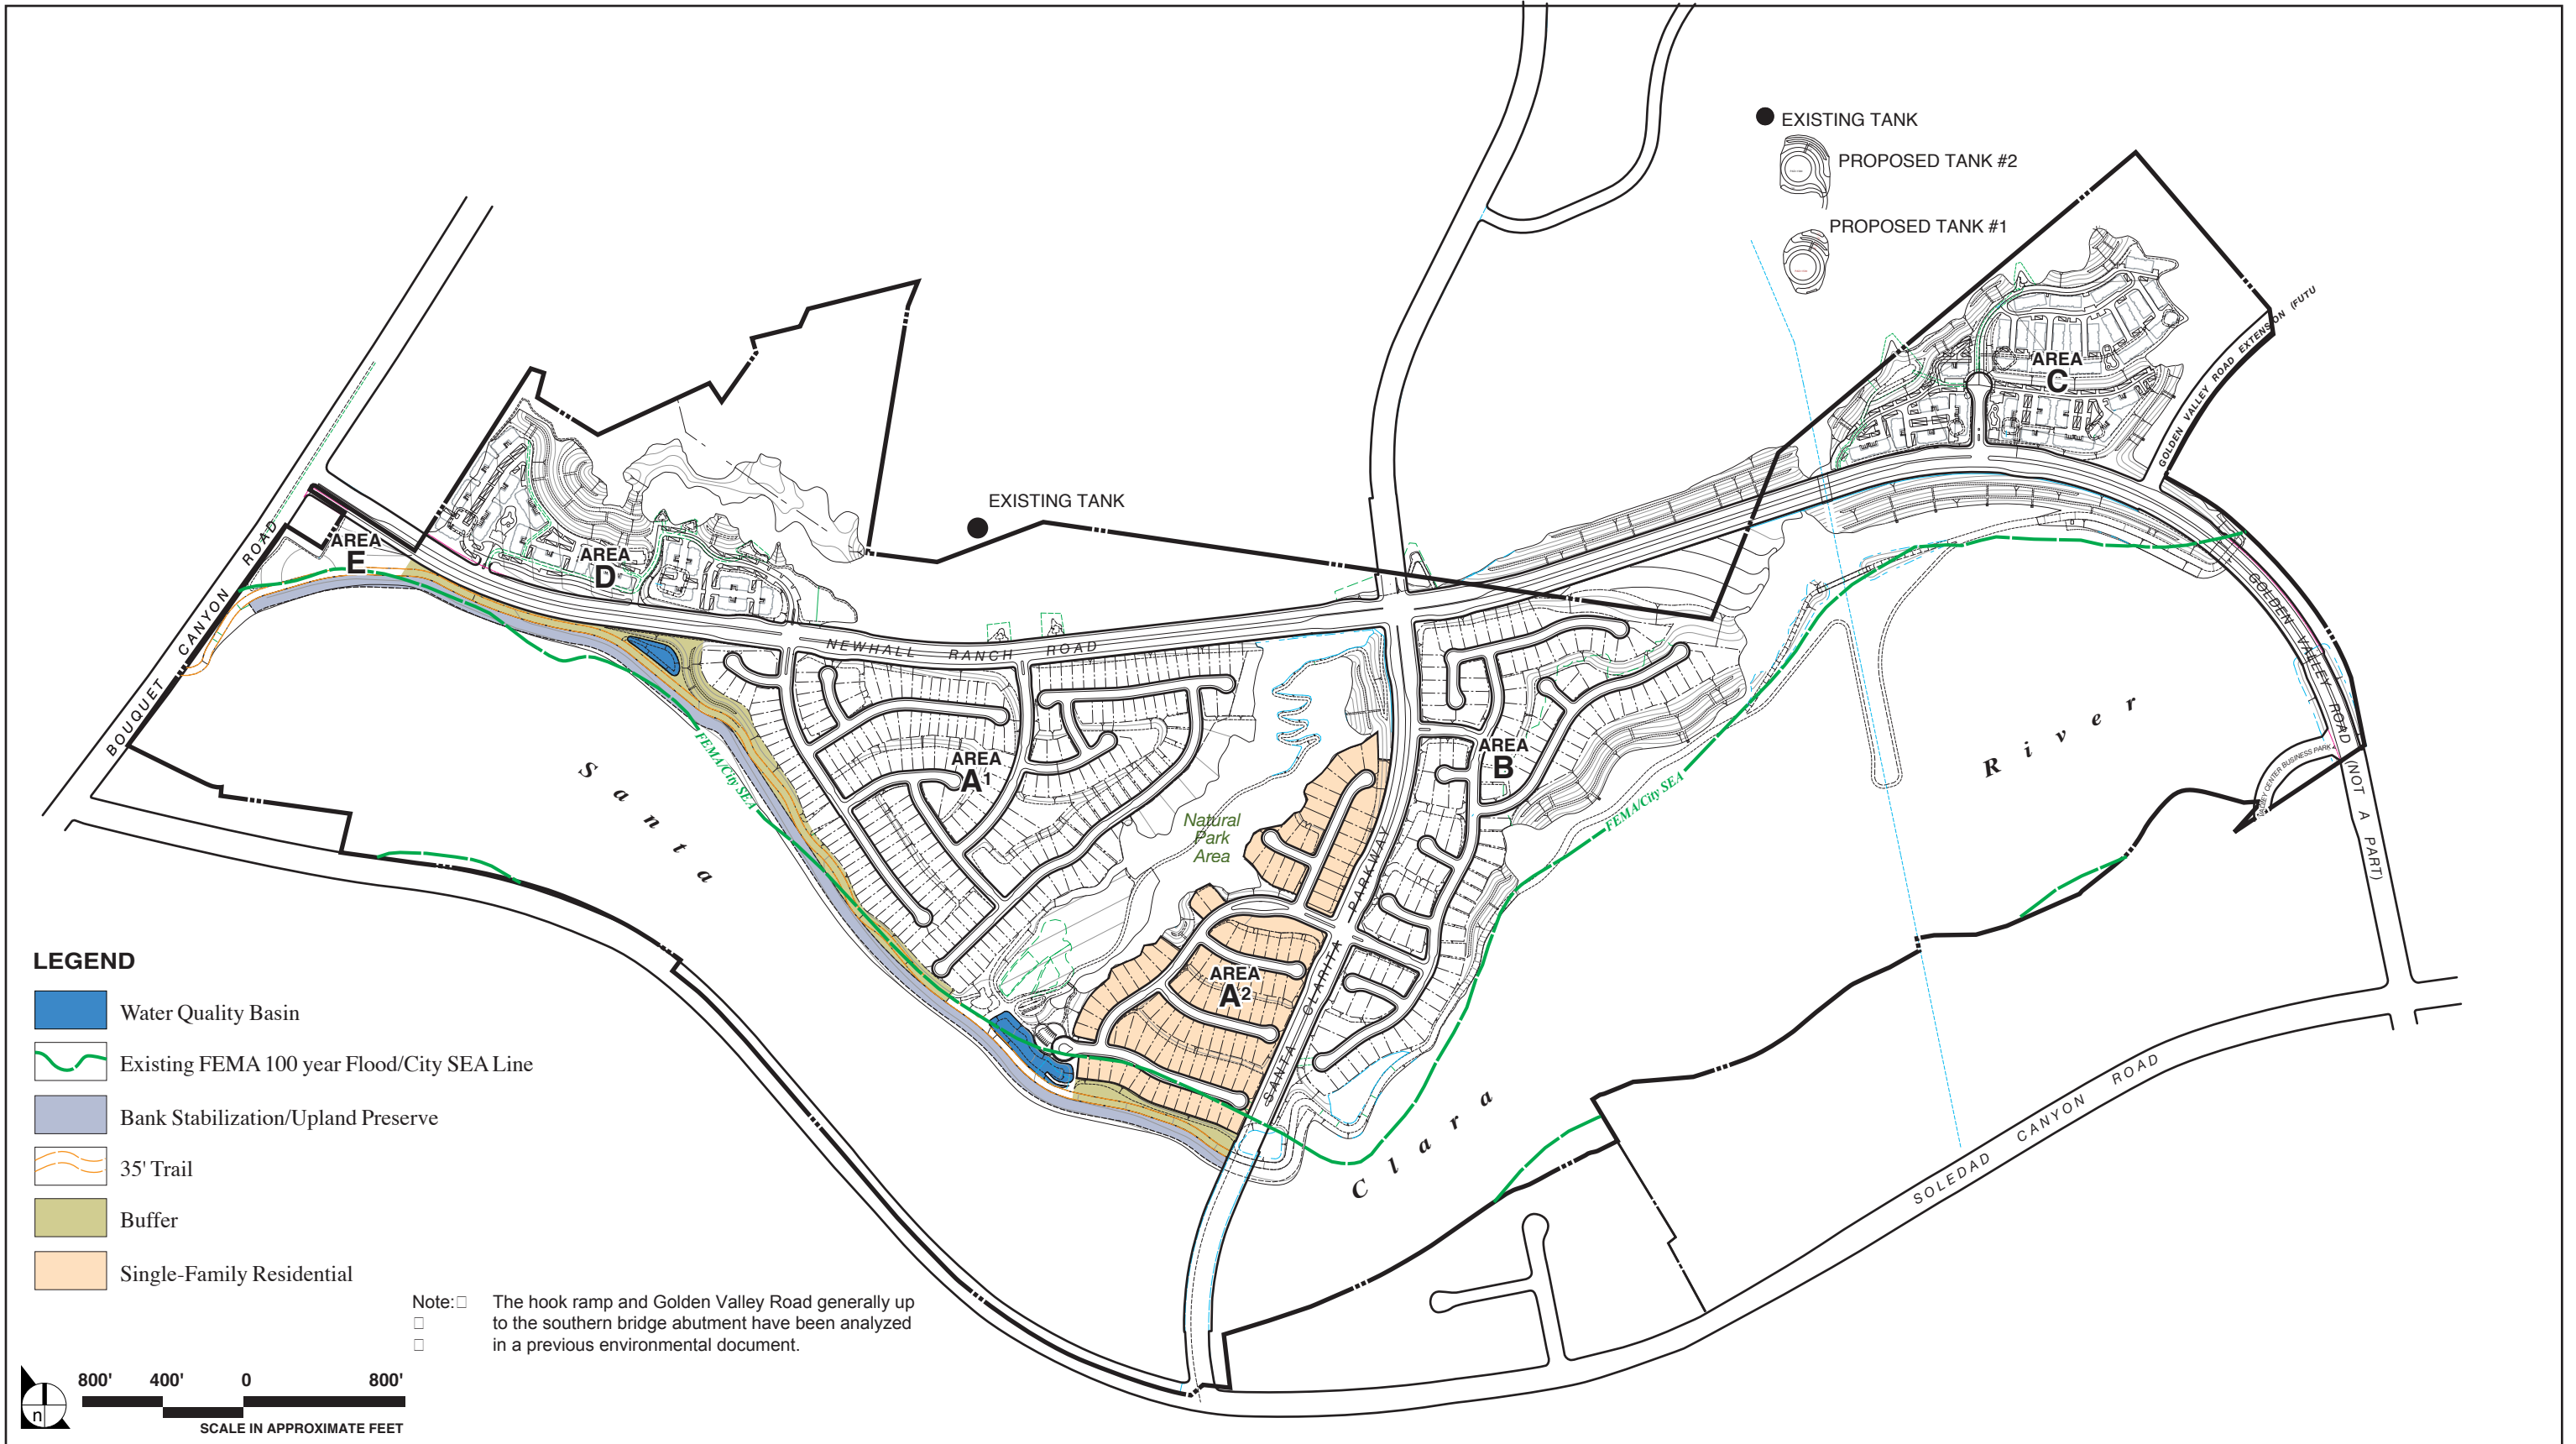 EXISTING TANK
PROPOSED TANK #2
PROPOSED TANK #1
GOLDEN VALLEY ROAD EXTENSION (FUTU
AREA
C
EXISTING TANK
AREA
E
AREA
D
BOUQUET CANYON ROAD
NEWHALL RANCH ROAD
GOLDEN VALLEY ROAD (NOT A PART)
VALLEY CENTER BUSINESS PARK
AREA
A1
AREA
B
Natural
Park
Area
FEMA/City SEA
FEMA/City SEA
Santa
Clara
River
AREA
A2
SANTA CLARITA PARKWAY
SOLEDAD CANYON ROAD
LEGEND
Water Quality Basin
Existing FEMA 100 year Flood/City SEA Line
Bank Stabilization/Upland Preserve
35' Trail
Buffer
Single-Family Residential
Note:□ The hook ramp and Golden Valley Road generally up
□ to the southern bridge abutment have been analyzed
□ in a previous environmental document.
n
800' 400' 0 800'
SCALE IN APPROXIMATE FEET